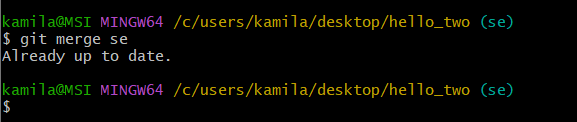 kamila@MSI MINGW64 /c/users/kamila/desktop/hello_two (se)
$ git merge se
Already up to date.
kamila@MSI MINGW64 /c/users/kamila/desktop/hello_two (se)
$